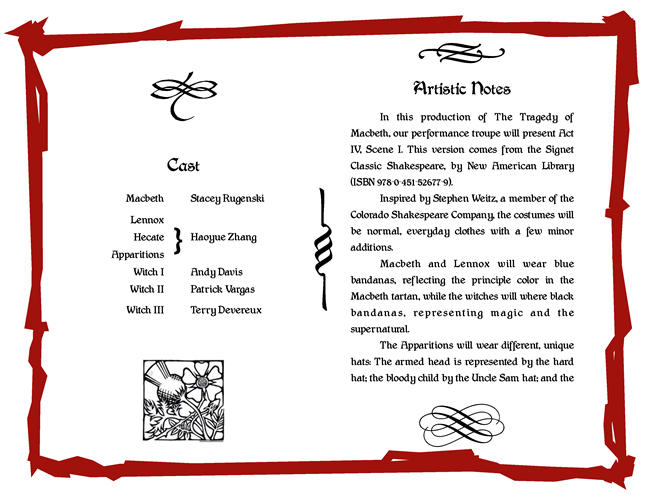 Cast
Macbeth Stacey Rugenski
Lennox
Hecate } Haoyue Zhang
Apparitions
Witch I Andy Davis
Witch II Patrick Vargas
Witch III Terry Devereux
Artistic Notes
In this production of The Tragedy of
Macbeth, our performance troupe will present Act
IV, Scene I. This version comes from the Signet
Classic Shakespeare, by New American Library
(ISBN 978-0-451-52677-9).
Inspired by Stephen Weitz, a member of the
Colorado Shakespeare Company, the costumes will
be normal, everyday clothes with a few minor
additions.
Macbeth and Lennox will wear blue
bandanas, reflecting the principle color in the
Macbeth tartan, while the witches will where black
bandanas, representing magic and the
supernatural.
The Apparitions will wear different, unique
hats: The armed head is represented by the hard
hat; the bloody child by the Uncle Sam hat; and the